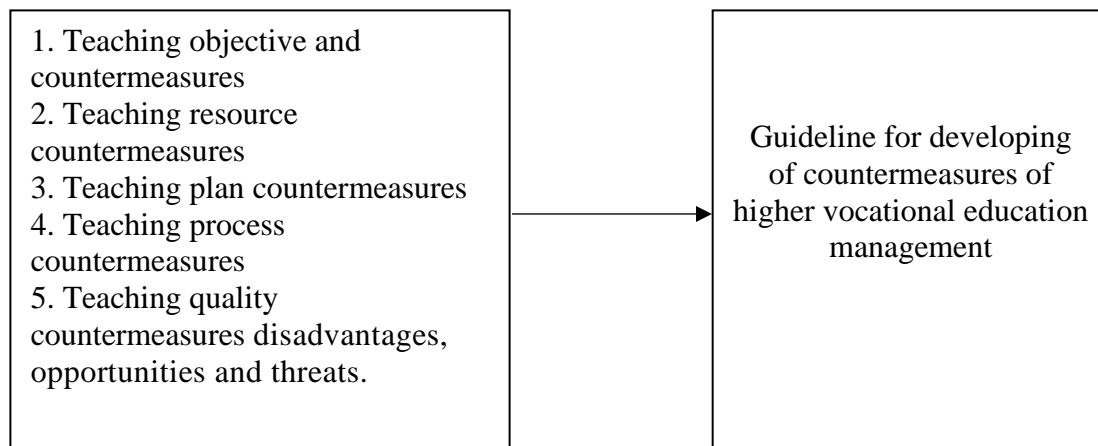 1. Teaching objective and
countermeasures
2. Teaching resource
countermeasures
3. Teaching plan countermeasures
4. Teaching process
countermeasures
5. Teaching quality
countermeasures disadvantages,
opportunities and threats.
Guideline for developing
of countermeasures of
higher vocational education
management